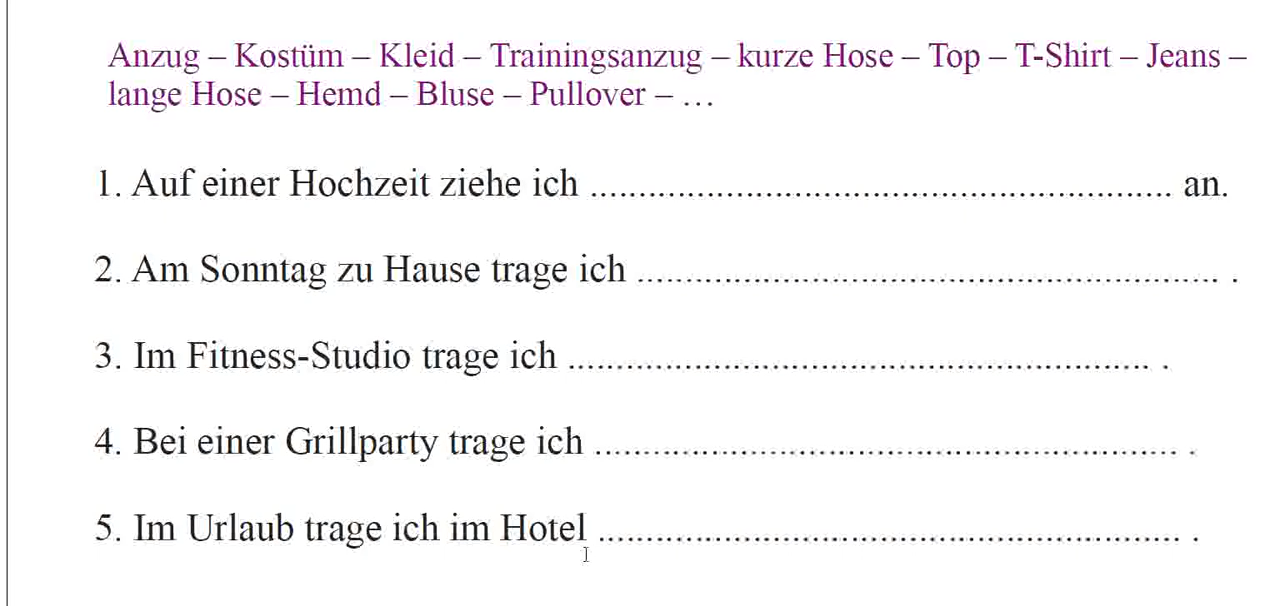 Anzug – Kostüm – Kleid – Trainingsanzug – kurze Hose – Top – T-Shirt – Jeans –
lange Hose – Hemd – Bluse – Pullover – …
1. Auf einer Hochzeit ziehe ich ............................................................ an.
2. Am Sonntag zu Hause trage ich ............................................................ .
3. Im Fitness-Studio trage ich ............................................................ .
4. Bei einer Grillparty trage ich ............................................................ .
5. Im Urlaub trage ich im Hotel ............................................................ .